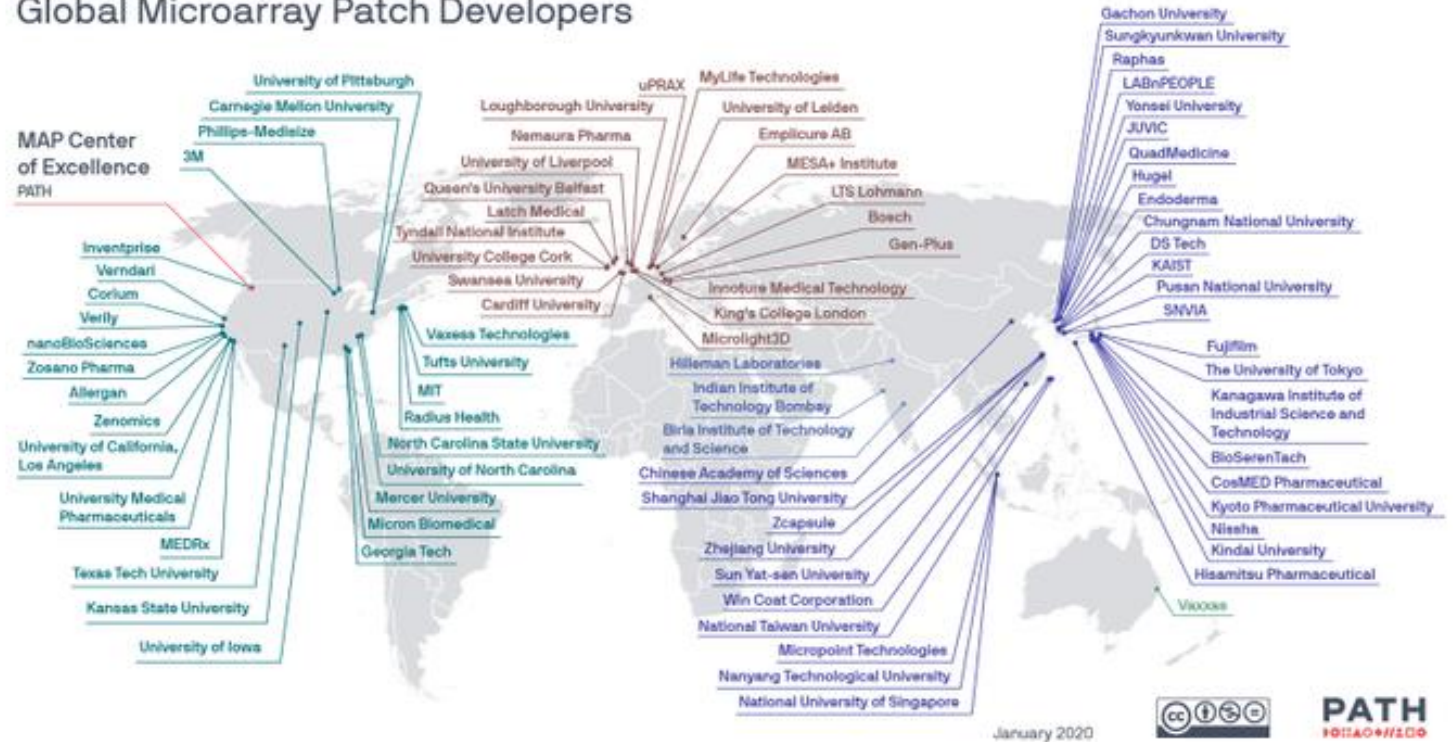 Global Microarray Patch Developers
MAP Center
of Excellence
PATH
University of Pittsburgh
Carnegie Mellon University
Phillips-Medisize
3M
Inventprise
Verndari
Corium
Verily
nanoBioSciences
Zosano Pharma
Allergan
Zenomics
University of California,
Los Angeles
University Medical
Pharmaceuticals
MEDRx
Texas Tech University
Kansas State University
University of Iowa
Vaxess Technologies
Tufts University
MIT
Radius Health
North Carolina State University
University of North Carolina
Mercer University
Micron Biomedical
Georgia Tech
uPRAX
Loughborough University
Nemaura Pharma
University of Liverpool
Queen's University Belfast
Latch Medical
Tyndall National Institute
University College Cork
Swansea University
Cardiff University
MyLife Technologies
University of Leiden
Emplicure AB
MESA+ Institute
LTS Lohmann
Bosch
Gen-Plus
Innoture Medical Technology
King's College London
Microlight3D
Hilleman Laboratories
Indian Institute of
Technology Bombay
Birla Institute of Technology
and Science
Chinese Academy of Sciences
Shanghai Jiao Tong University
Zcapsule
Zhejiang University
Sun Yat-sen University
Win Coat Corporation
National Taiwan University
Micropoint Technologies
Nanyang Technological University
National University of Singapore
Gachon University
Sungkyunkwan University
Raphas
LABnPEOPLE
Yonsei University
JUVIC
QuadMedicine
Hugel
Endoderma
Chungnam National University
DS Tech
KAIST
Pusan National University
SNVIA
Fujifilm
The University of Tokyo
Kanagawa Institute of
Industrial Science and
Technology
BioSerenTach
CosMED Pharmaceutical
Kyoto Pharmaceutical University
Nissha
Kindai University
Hisamitsu Pharmaceutical
Vaxxas
January 2020
cc
PATH